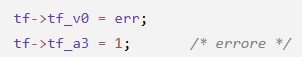 tf->tf_v0 = err;
tf->tf_a3 = 1;      /* errore */